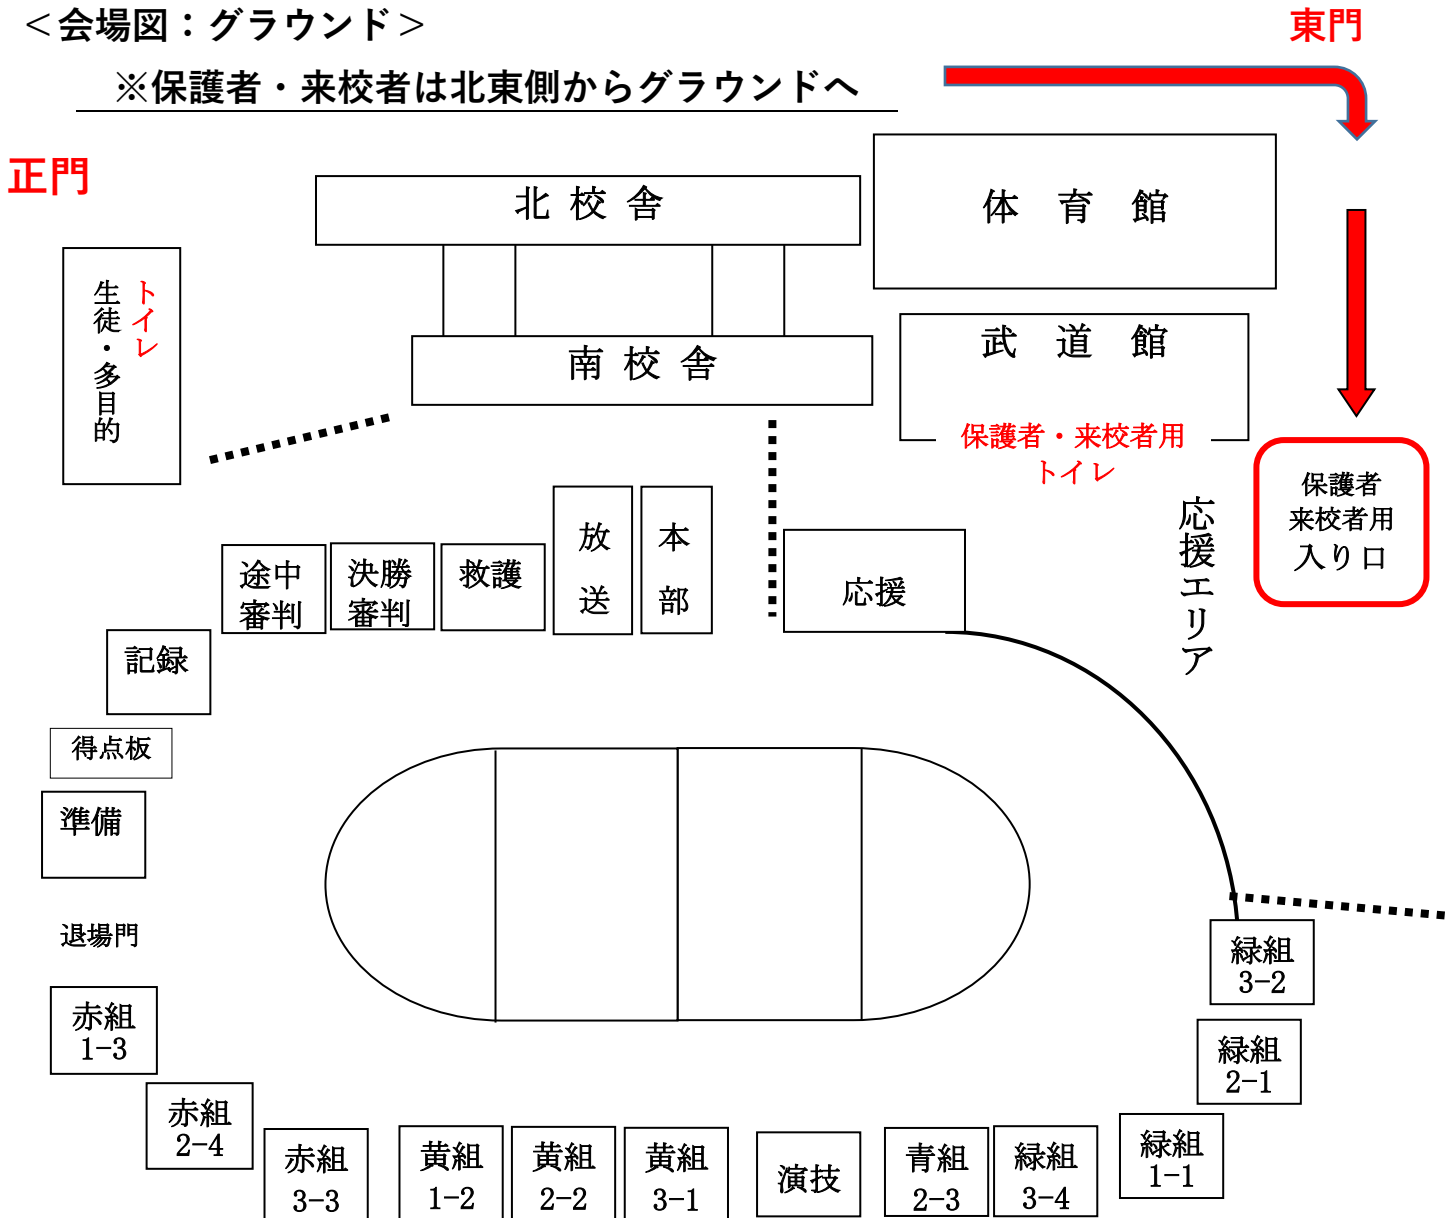 ＜会場図：グラウンド＞
東門
※保護者・来校者は北東側からグラウンドへ
正門
北校舎
体育館
生徒・多目的
トイレ
南校舎
武道館
保護者・来校者用
トイレ
保護者
来校者用
入り口
応援エリア
放送
本部
途中
審判
決勝
審判
救護
応援
記録
得点板
準備
退場門
緑組
3-2
赤組
1-3
緑組
2-1
赤組
2-4
赤組
3-3
黄組
1-2
黄組
2-2
黄組
3-1
演技
青組
2-3
緑組
3-4
緑組
1-1